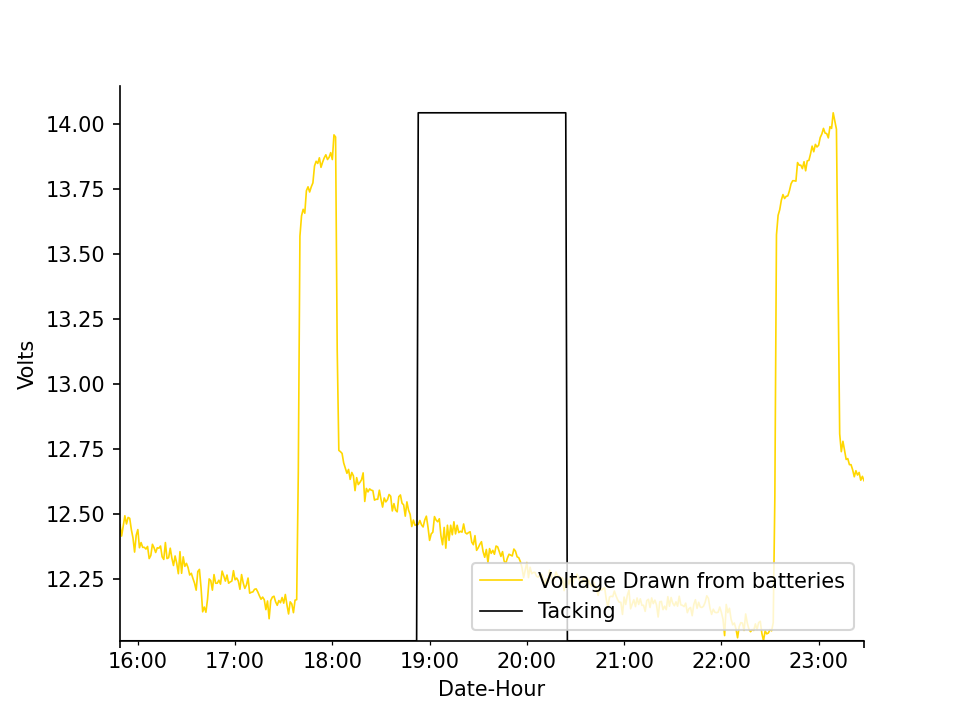 14.00
13.75
13.50
13.25
13.00
12.75
12.50
12.25
Volts
Voltage Drawn from batteries
Tacking
16:00 17:00 18:00 19:00 20:00 21:00 22:00 23:00
Date-Hour